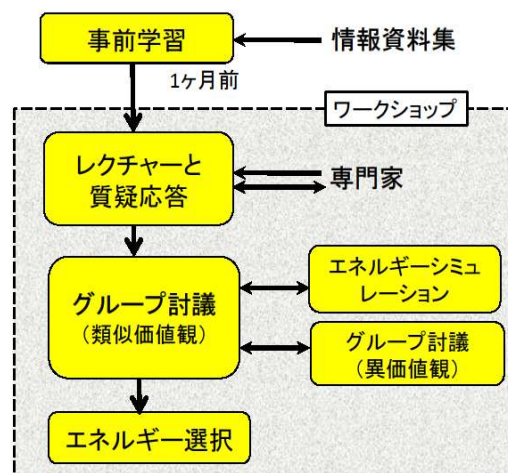 事前学習
情報資料集
1ヶ月前
ワークショップ
レクチャーと
質疑応答
専門家
グループ討議
(類似価値観)
エネルギーシミュ
レーション
グループ討議
(異価値観)
エネルギー選択